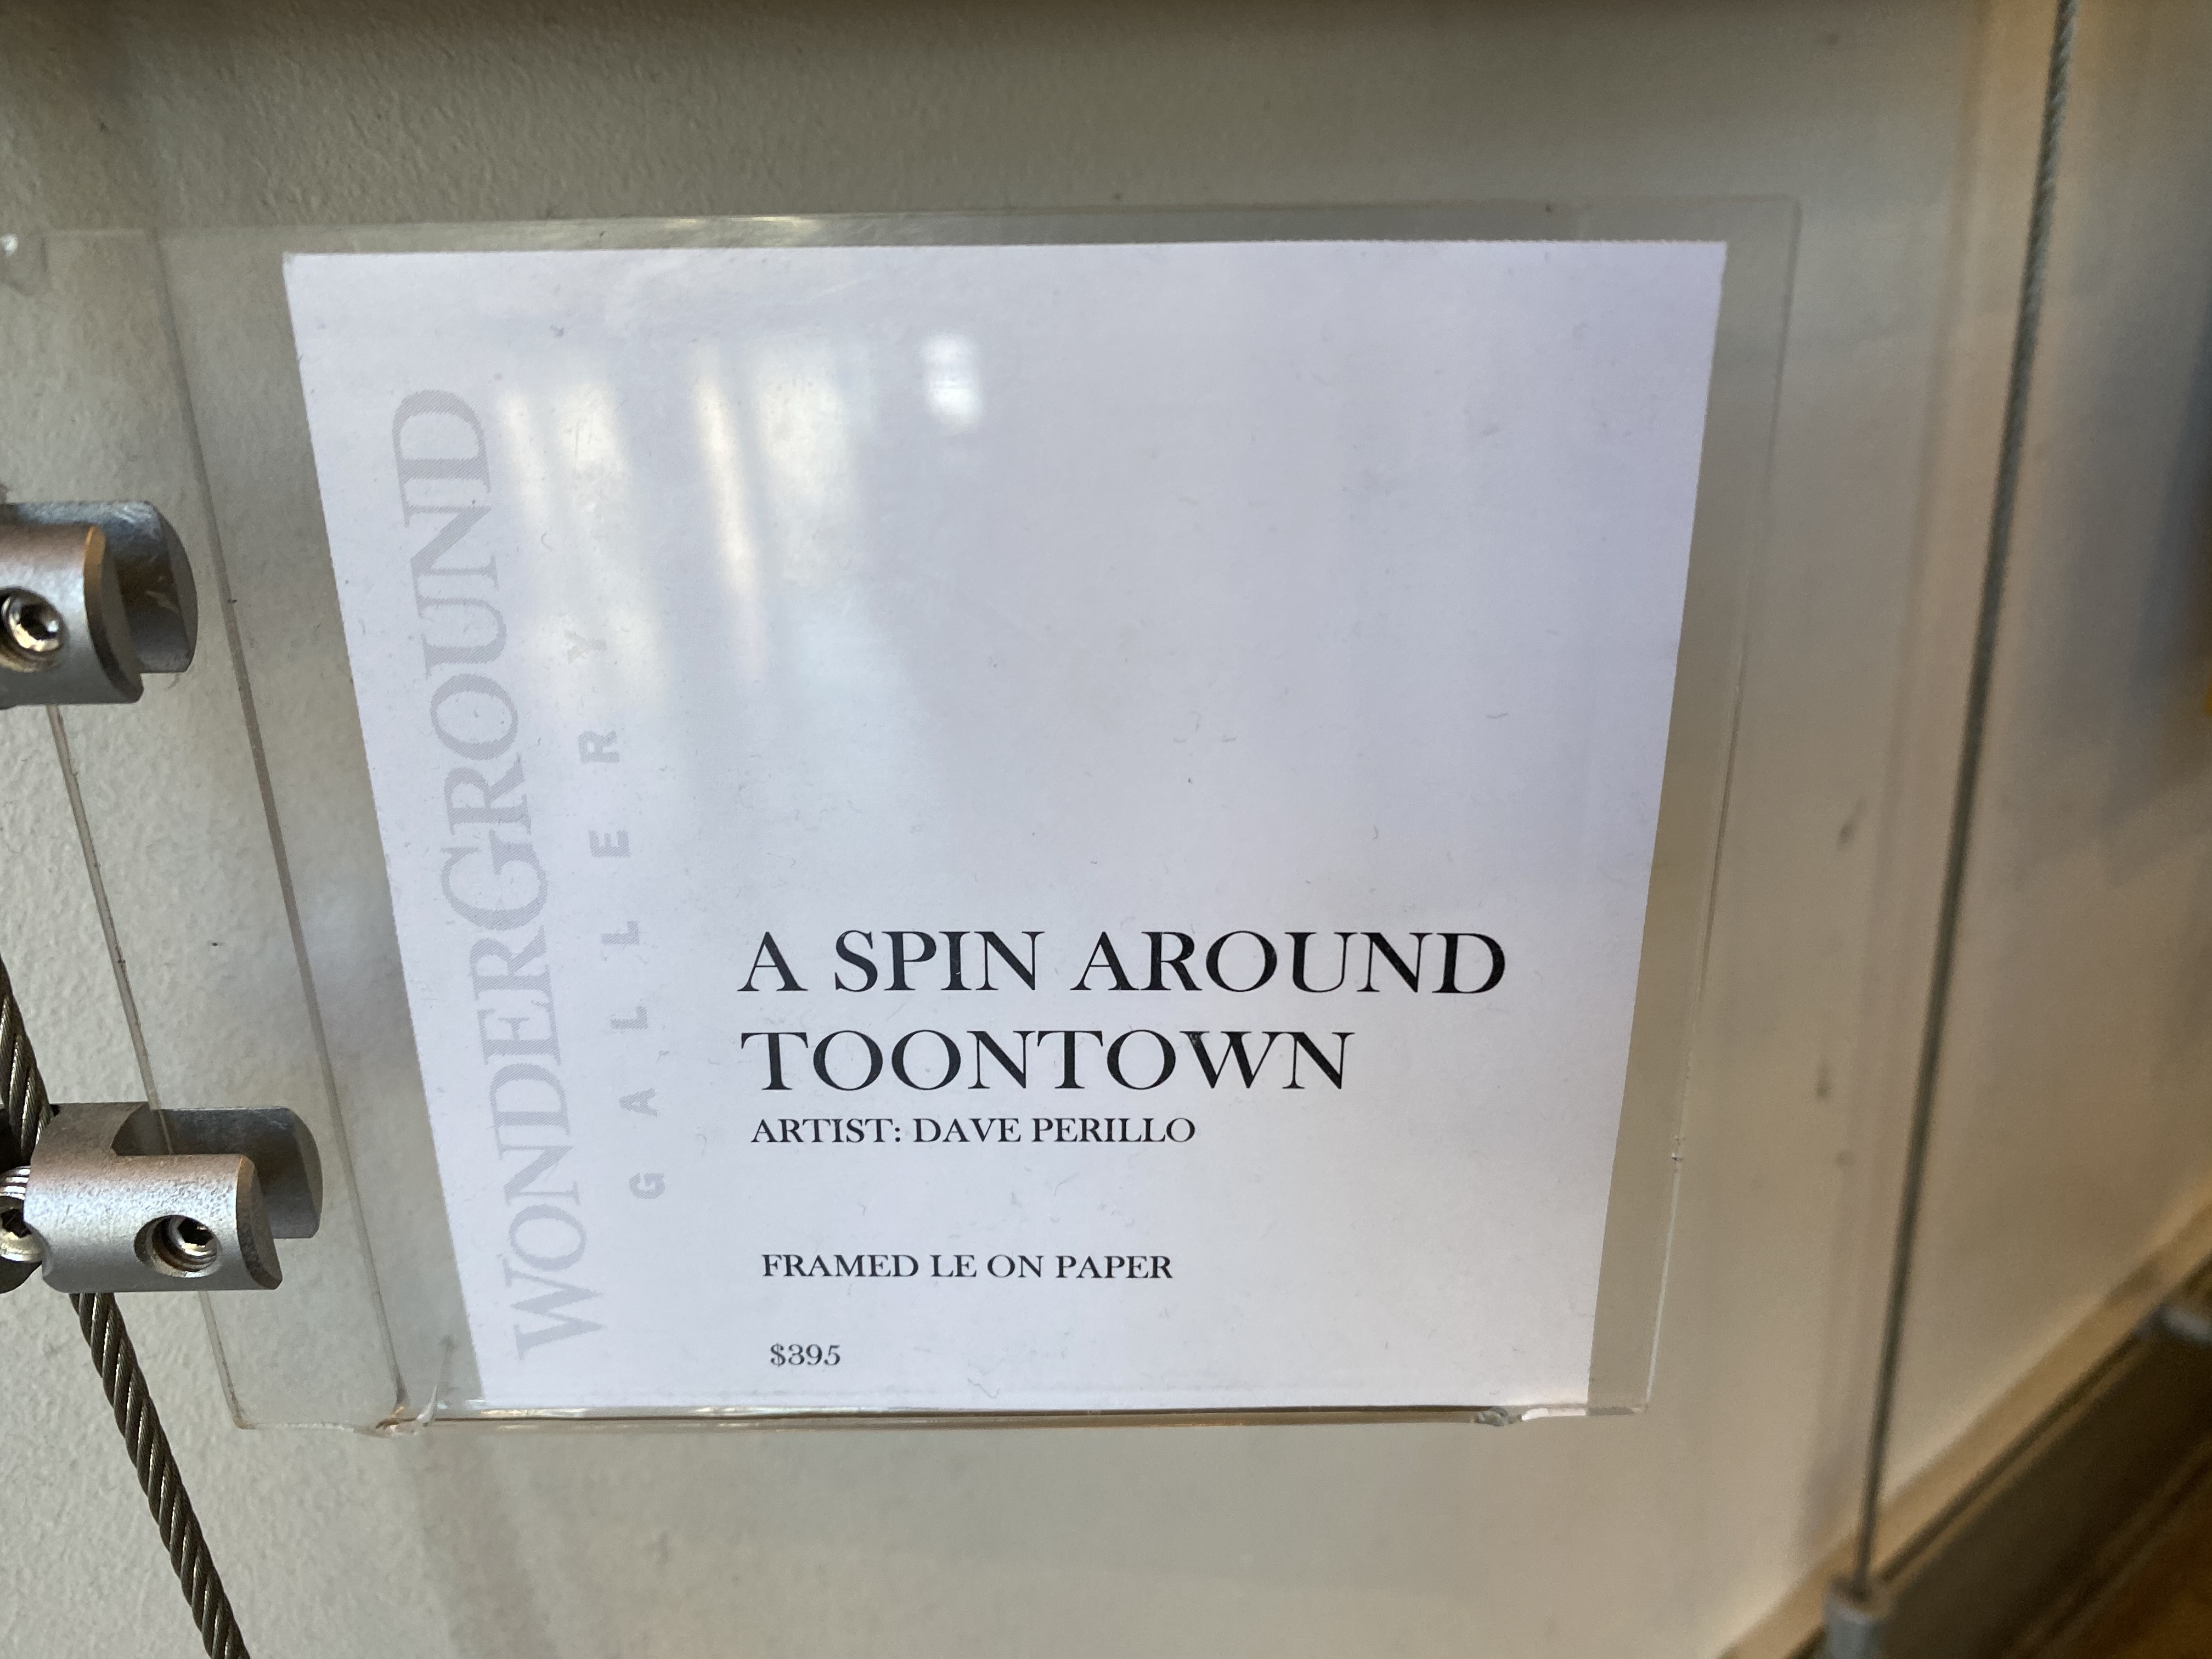 WONDERGROUND
GALLERY
A SPIN AROUND
TOONTOWN
ARTIST: DAVE PERILLO
FRAMED LE ON PAPER
$395